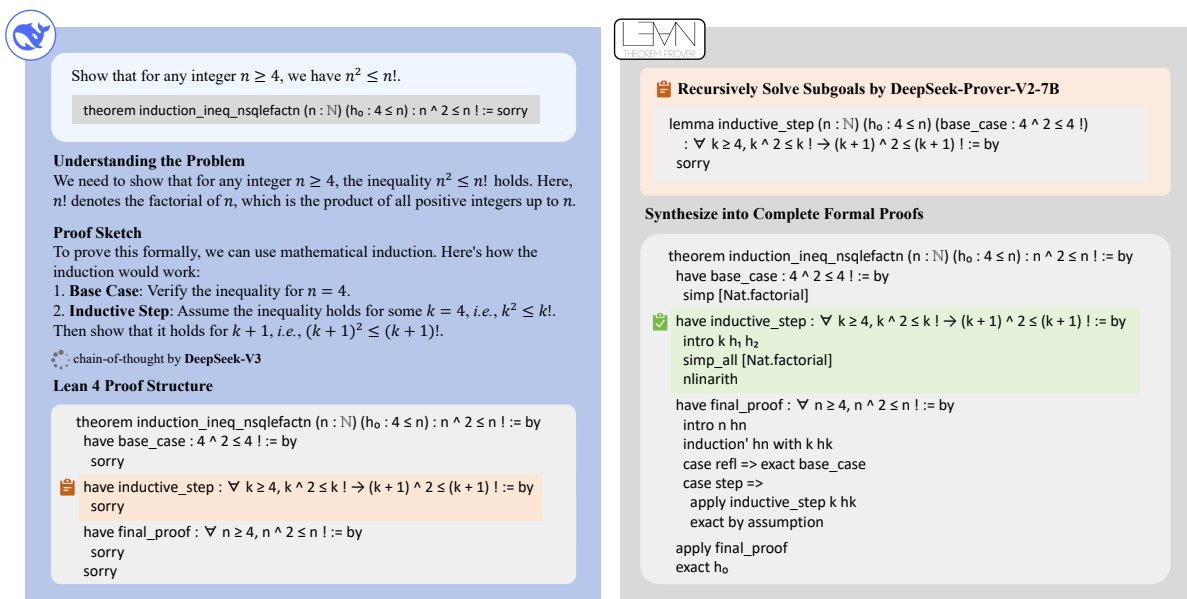 Show that for any integer n ≥ 4, we have n² ≤ n!.
theorem induction_ineq_nsqlefactn (n : ℕ) (h₀ : 4 ≤ n) : n ^ 2 ≤ n ! := sorry
Understanding the Problem
We need to show that for any integer n ≥ 4, the inequality n² ≤ n! holds. Here,
n! denotes the factorial of n, which is the product of all positive integers up to n.
Proof Sketch
To prove this formally, we can use mathematical induction. Here's how the
induction would work:
1. Base Case: Verify the inequality for n = 4.
2. Inductive Step: Assume the inequality holds for some k = 4, i.e., k² ≤ k!.
Then show that it holds for k + 1, i.e., (k + 1)² ≤ (k + 1)!.
chain-of-thought by DeepSeek-V3
Lean 4 Proof Structure
theorem induction_ineq_nsqlefactn (n : ℕ) (h₀ : 4 ≤ n) : n ^ 2 ≤ n ! := by
have base_case : 4 ^ 2 ≤ 4 ! := by
sorry
have inductive_step : ∀ k ≥ 4, k ^ 2 ≤ k ! → (k + 1) ^ 2 ≤ (k + 1) ! := by
sorry
have final_proof : ∀ n ≥ 4, n ^ 2 ≤ n ! := by
sorry
sorry
LEAN
THEOREM PROVER
Recursively Solve Subgoals by DeepSeek-Prover-V2-7B
lemma inductive_step (n : ℕ) (h₀ : 4 ≤ n) (base_case : 4 ^ 2 ≤ 4 !)
: ∀ k ≥ 4, k ^ 2 ≤ k ! → (k + 1) ^ 2 ≤ (k + 1) ! := by
sorry
Synthesize into Complete Formal Proofs
theorem induction_ineq_nsqlefactn (n : ℕ) (h₀ : 4 ≤ n) : n ^ 2 ≤ n ! := by
have base_case : 4 ^ 2 ≤ 4 ! := by
simp [Nat.factorial]
have inductive_step : ∀ k ≥ 4, k ^ 2 ≤ k ! → (k + 1) ^ 2 ≤ (k + 1) ! := by
intro k h₁ h₂
simp_all [Nat.factorial]
nlinarith
have final_proof : ∀ n ≥ 4, n ^ 2 ≤ n ! := by
intro n hn
induction' hn with k hk
case refl => exact base_case
case step =>
apply inductive_step k hk
exact by assumption
apply final_proof
exact h₀